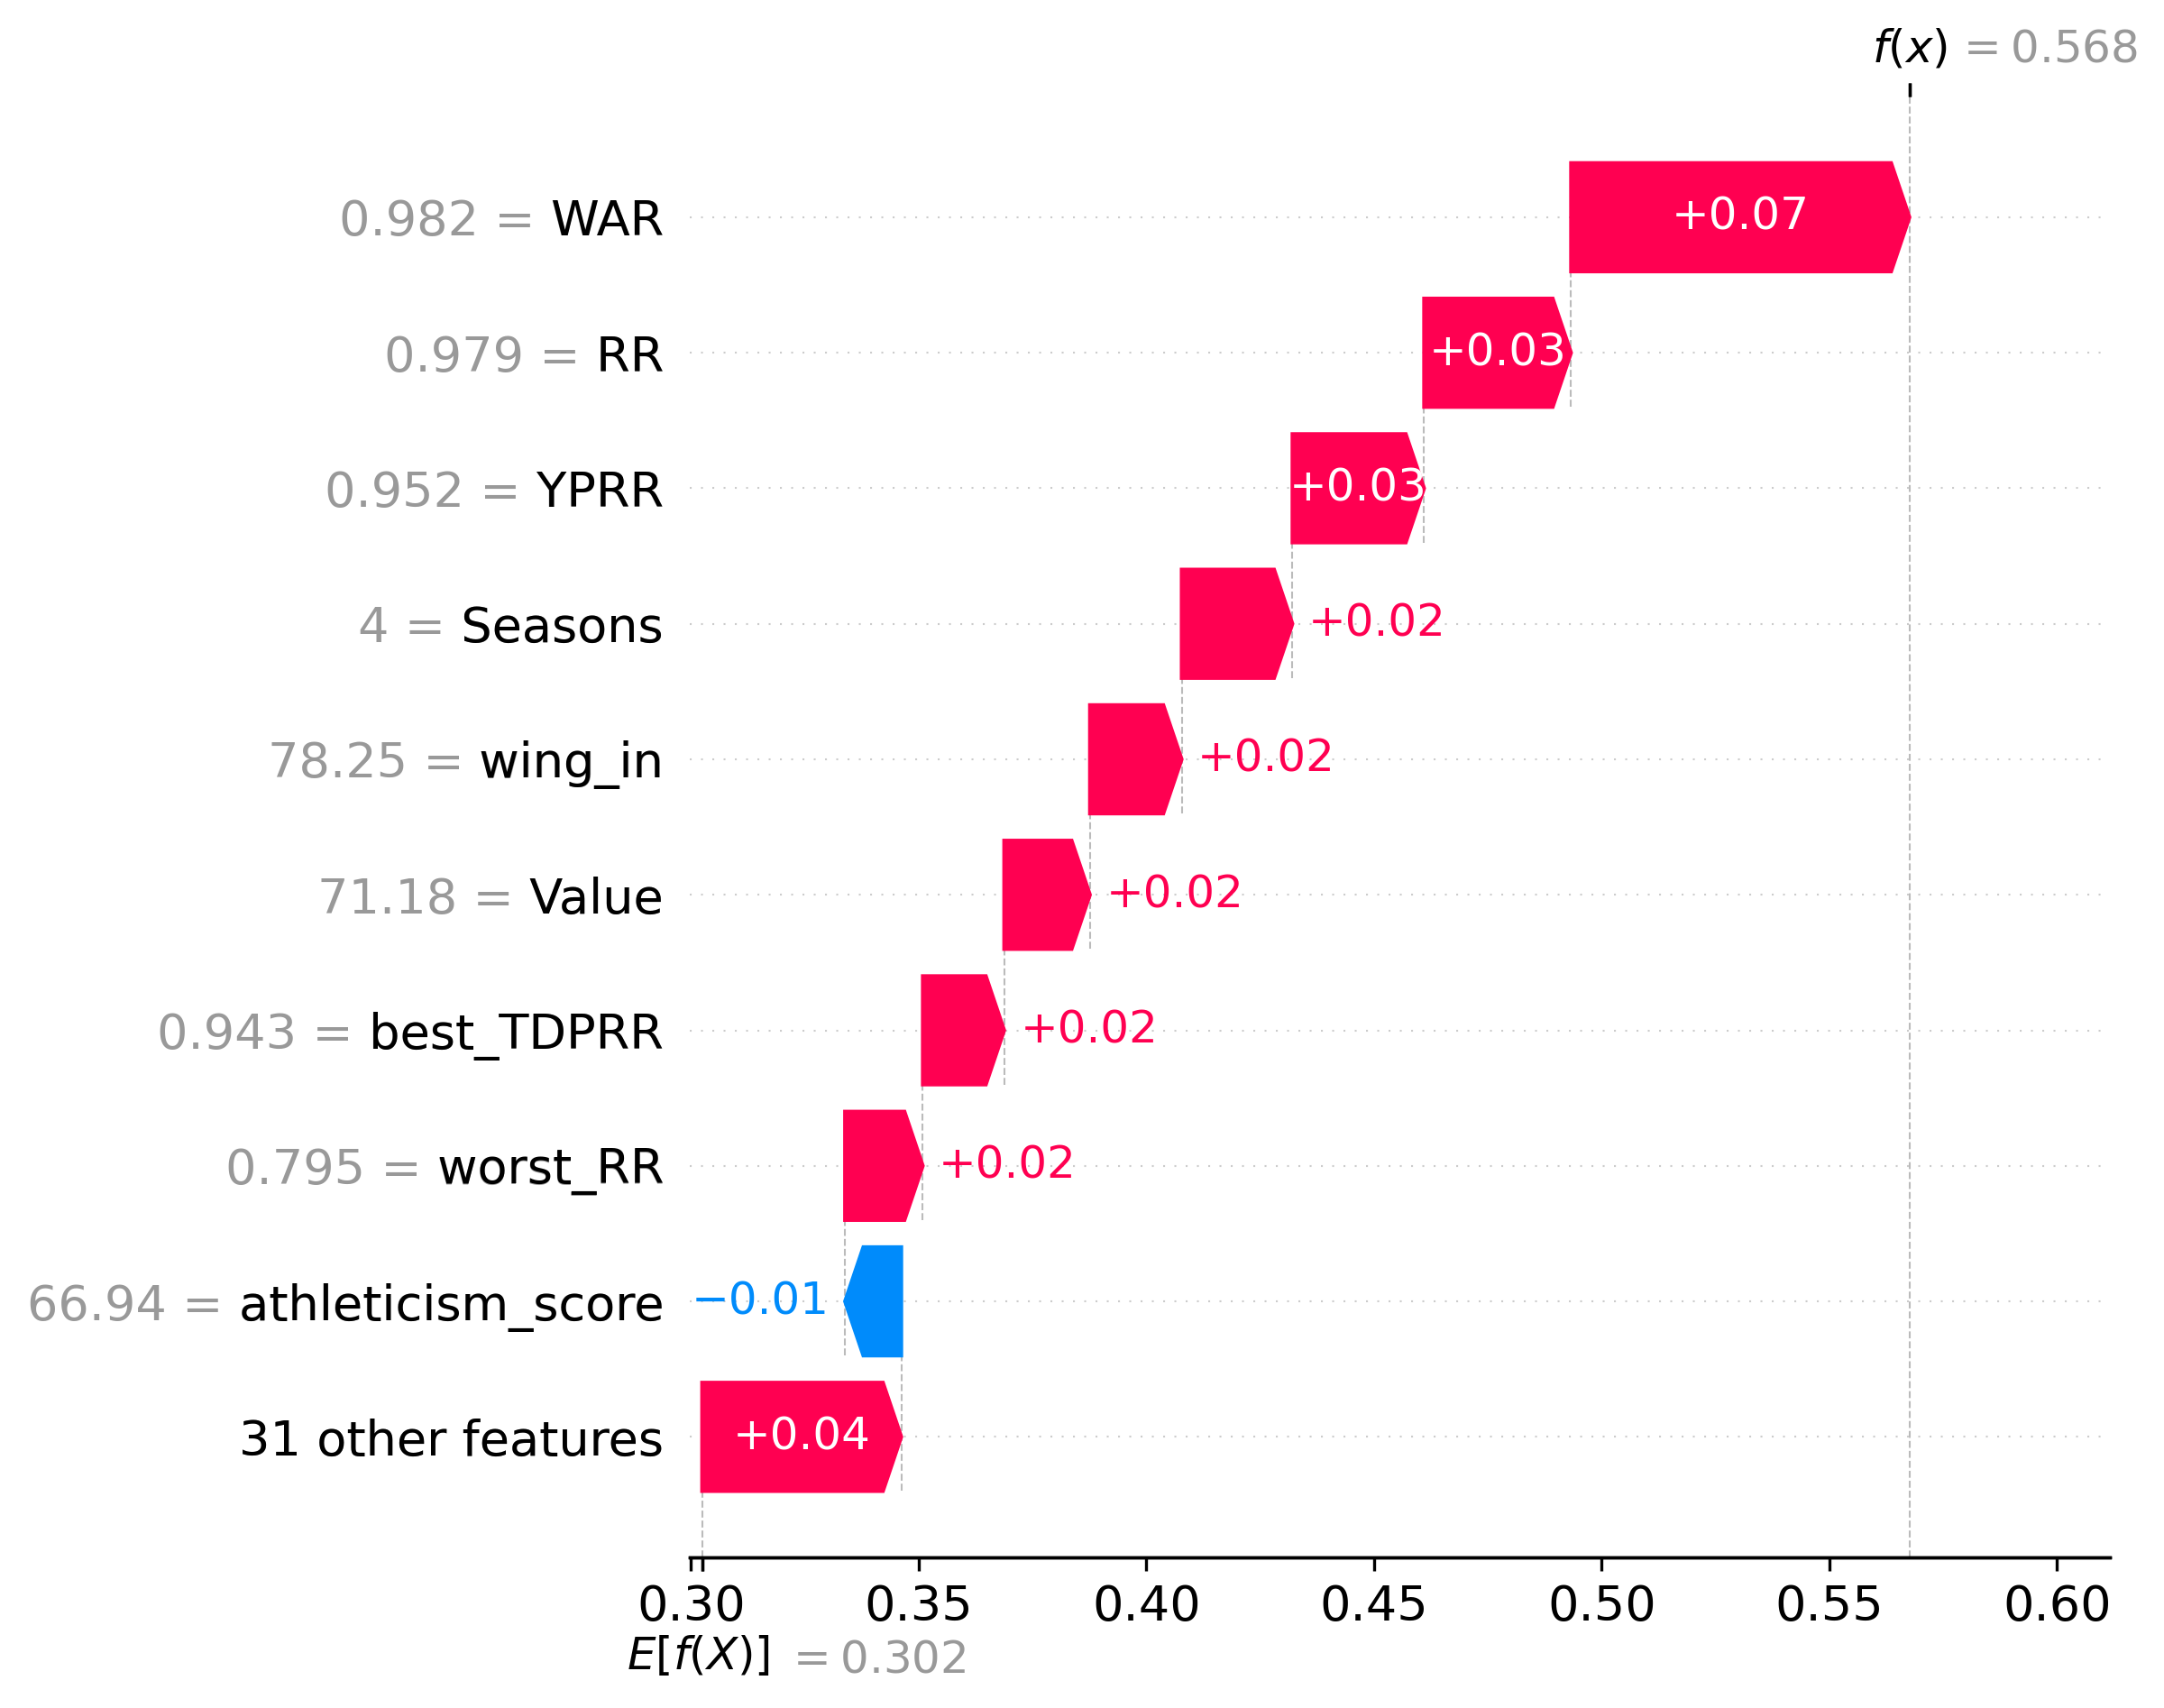 f(x) = 0.568
0.982 = WAR +0.07
0.979 = RR +0.03
0.952 = YPRR +0.03
4 = Seasons +0.02
78.25 = wing_in +0.02
71.18 = Value +0.02
0.943 = best_TDPRR +0.02
0.795 = worst_RR +0.02
66.94 = athleticism_score −0.01
31 other features +0.04
0.30 0.35 0.40 0.45 0.50 0.55 0.60
E[f(X)] = 0.302